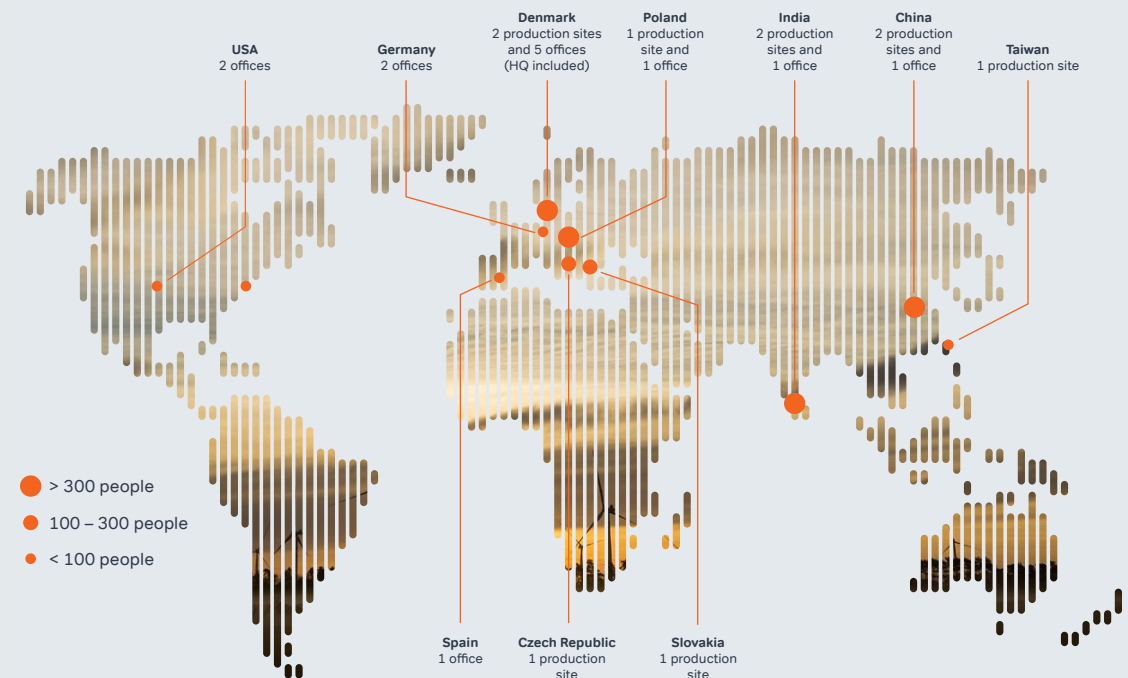 USA
2 offices
Germany
2 offices
Denmark
2 production sites
and 5 offices
(HQ included)
Poland
1 production
site and
1 office
India
2 production
sites and
1 office
China
2 production
sites and
1 office
Taiwan
1 production site
> 300 people
100 – 300 people
< 100 people
Spain
1 office
Czech Republic
1 production
site
Slovakia
1 production
site